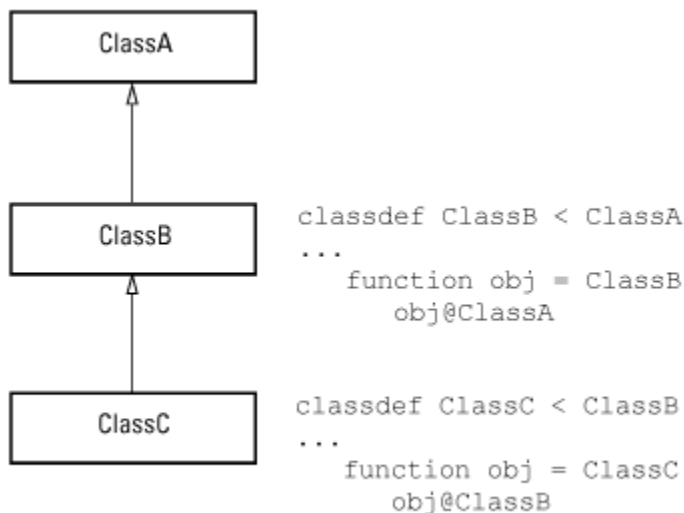 ClassA
ClassB
classdef ClassB < ClassA
...
function obj = ClassB
obj@ClassA
ClassC
classdef ClassC < ClassB
...
function obj = ClassC
obj@ClassB